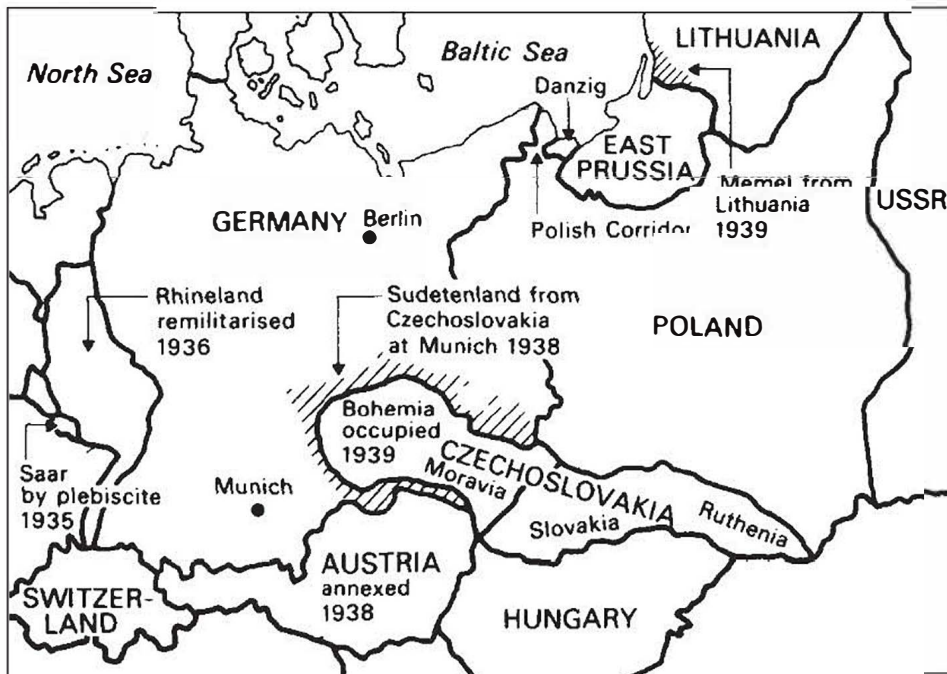 North Sea
Baltic Sea
LITHUANIA
Danzig
EAST
PRUSSIA
Memel from
Lithuania
1939
USSR
GERMANY
Berlin
Polish Corridor
Rhineland
remilitarised
1936
Sudetenland from
Czechoslovakia
at Munich 1938
POLAND
Bohemia
occupied
1939
CZECHOSLOVAKIA
Moravia
Slovakia
Ruthenia
Saar
by plebiscite
1935
Munich
AUSTRIA
annexed
1938
SWITZER-
LAND
HUNGARY